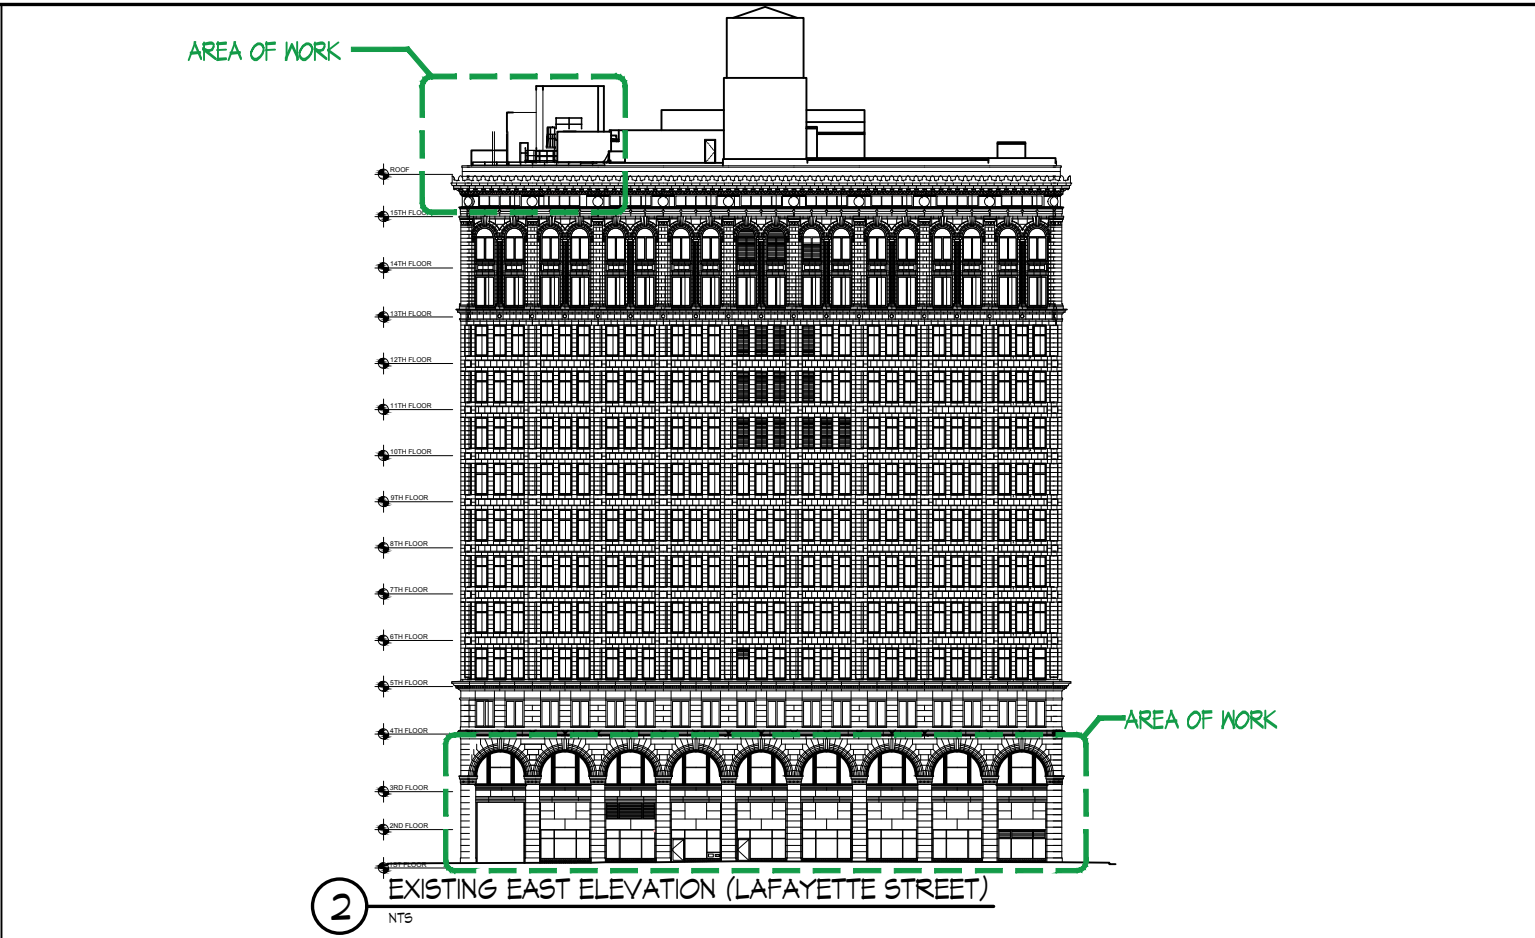 AREA OF WORK
ROOF
15TH FLOOR
14TH FLOOR
13TH FLOOR
12TH FLOOR
11TH FLOOR
10TH FLOOR
9TH FLOOR
8TH FLOOR
7TH FLOOR
6TH FLOOR
5TH FLOOR
AREA OF WORK
4TH FLOOR
3RD FLOOR
2ND FLOOR
1ST FLOOR
2 EXISTING EAST ELEVATION (LAFAYETTE STREET)
NTS